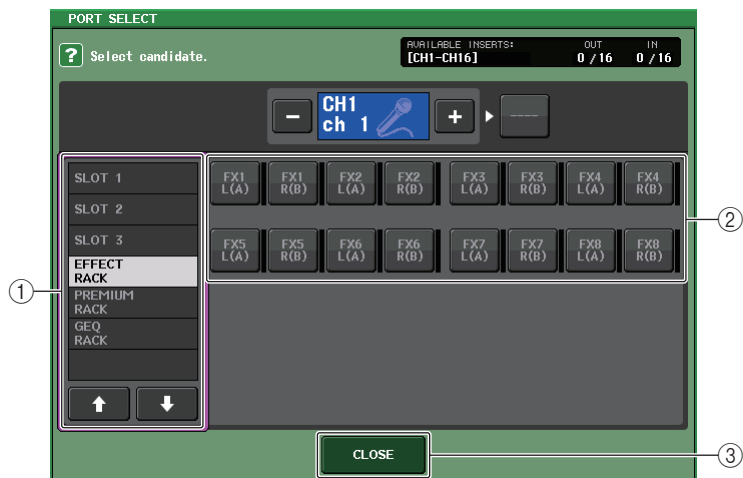 PORT SELECT
? Select candidate.
AVAILABLE INSERTS: OUT IN
[CH1-CH16] 0 /16 0 /16
− CH1 + ----
ch 1
SLOT 1
SLOT 2
SLOT 3
EFFECT
RACK
PREMIUM
RACK
GEQ
RACK
FX1 FX1 FX2 FX2 FX3 FX3 FX4 FX4
L(A) R(B) L(A) R(B) L(A) R(B) L(A) R(B)
FX5 FX5 FX6 FX6 FX7 FX7 FX8 FX8
L(A) R(B) L(A) R(B) L(A) R(B) L(A) R(B)
CLOSE
①
②
③